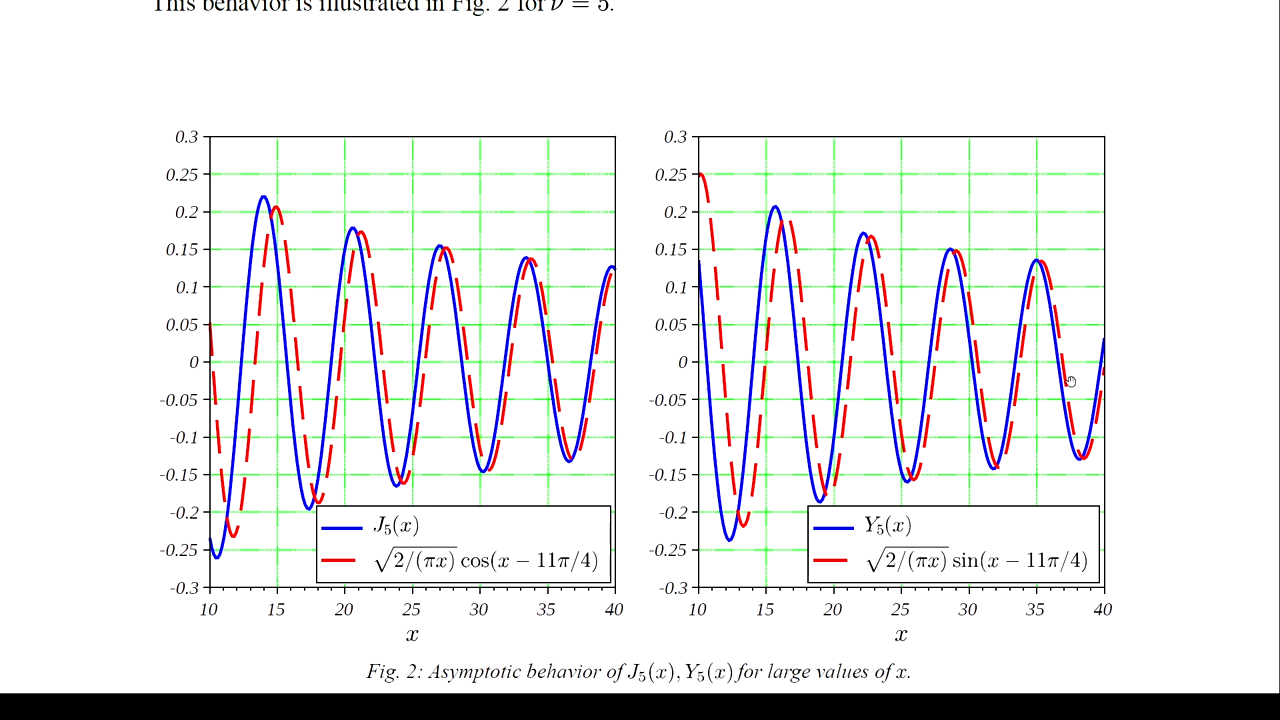 This behavior is illustrated in Fig. 2 for ν = 5.
0.3
0.25
0.2
0.15
0.1
0.05
0
-0.05
-0.1
-0.15
-0.2
-0.25
-0.3
10 15 20 25 30 35 40
x
J₅(x)
√2/(πx) cos(x − 11π/4)
0.3
0.25
0.2
0.15
0.1
0.05
0
-0.05
-0.1
-0.15
-0.2
-0.25
-0.3
10 15 20 25 30 35 40
x
Y₅(x)
√2/(πx) sin(x − 11π/4)
Fig. 2: Asymptotic behavior of J₅(x), Y₅(x) for large values of x.